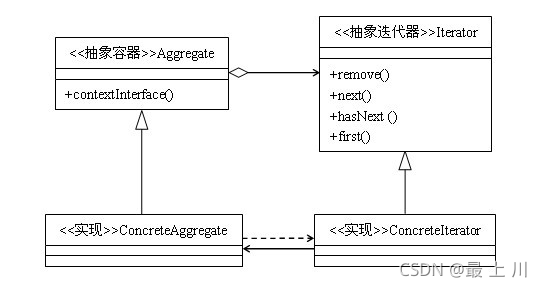 <<抽象容器>>Aggregate
+contextInterface()
<<抽象迭代器>>Iterator
+remove()
+next()
+hasNext ()
+first()
<<实现>>ConcreteAggregate
<<实现>>ConcreteIterator
CSDN @最 上 川